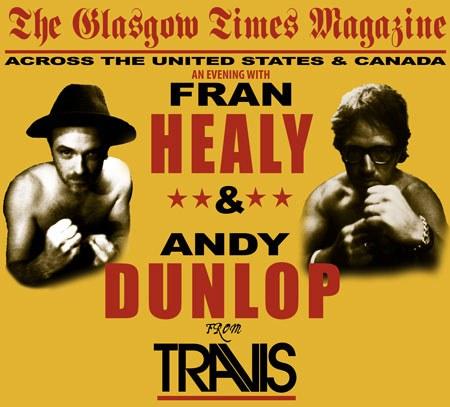 The Glasgow Times Magazine
ACROSS THE UNITED STATES & CANADA
AN EVENING WITH
FRAN
HEALY
&
ANDY
DUNLOP
FROM
TRAVIS